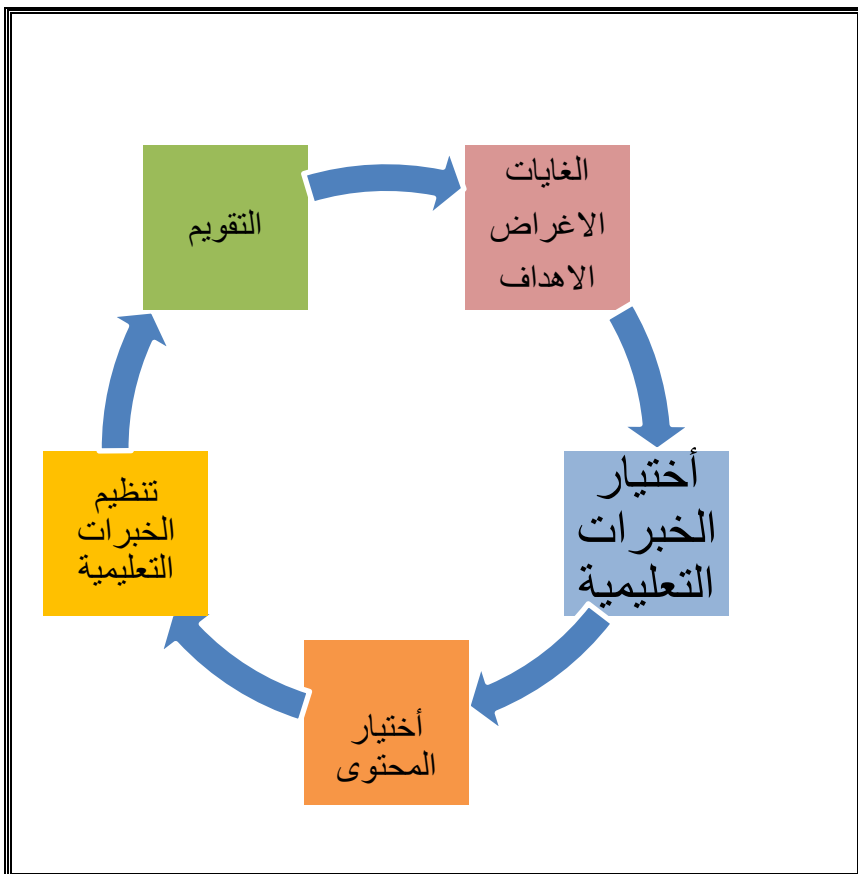 الغايات
الاغراض
الاهداف
أختيار
الخبرات
التعليمية
أختيار
المحتوى
تنظيم
الخبرات
التعليمية
التقويم